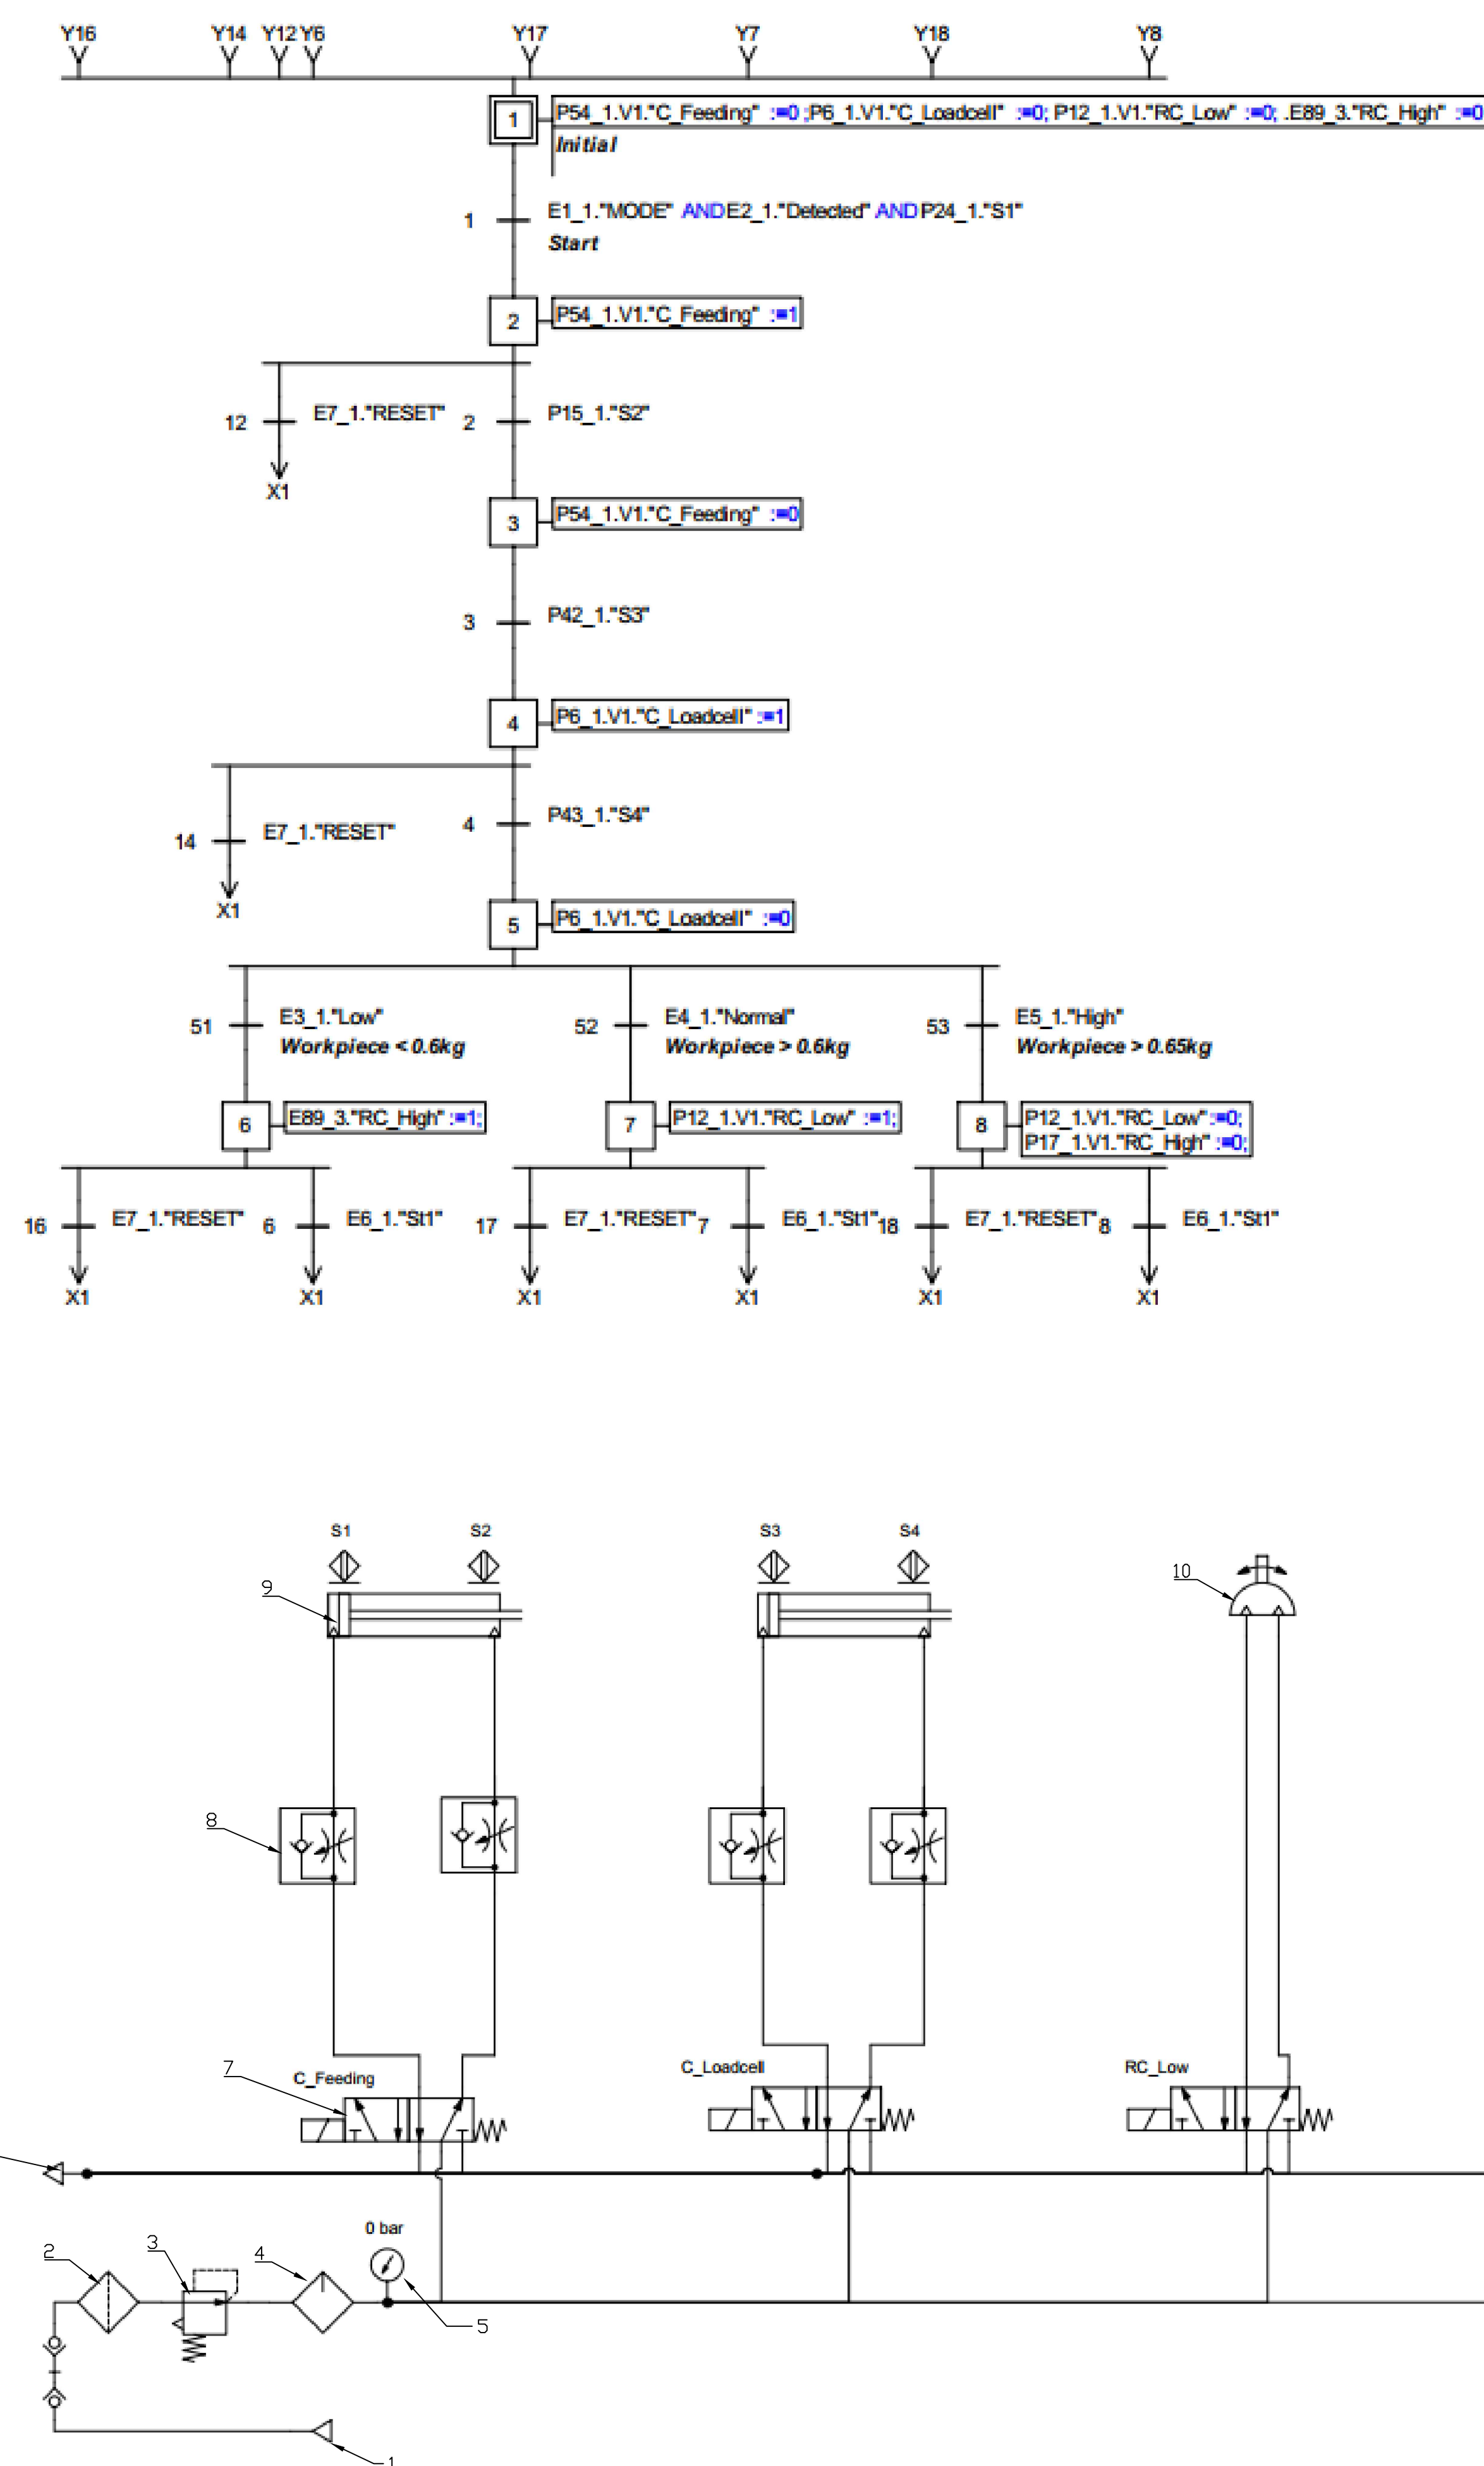 Y16 Y14 Y12 Y6 Y17 Y7 Y18 Y8
1 P54_1.V1."C_Feeding" :=0 ;P6_1.V1."C_Loadcell" :=0; P12_1.V1."RC_Low" :=0; .E89_3."RC_High" :=0
Initial
1 E1_1."MODE" AND E2_1."Detected" AND P24_1."S1"
Start
2 P54_1.V1."C_Feeding" :=1
12 E7_1."RESET" 2 P15_1."S2"
X1
3 P54_1.V1."C_Feeding" :=0
3 P42_1."S3"
4 P6_1.V1."C_Loadcell" :=1
14 E7_1."RESET" 4 P43_1."S4"
X1
5 P6_1.V1."C_Loadcell" :=0
51 E3_1."Low" 52 E4_1."Normal" 53 E5_1."High"
Workpiece < 0.6kg Workpiece > 0.6kg Workpiece > 0.65kg
6 E89_3."RC_High" :=1; 7 P12_1.V1."RC_Low" :=1; 8 P12_1.V1."RC_Low":=0;
P17_1.V1."RC_High" :=0;
16 E7_1."RESET" 6 E6_1."St1" 17 E7_1."RESET" 7 E6_1."St1" 18 E7_1."RESET" 8 E6_1."St1"
X1 X1 X1 X1 X1 X1
S1 S2 S3 S4
9 10
8
7 C_Feeding C_Loadcell RC_Low
0 bar
2 3 4
5
1